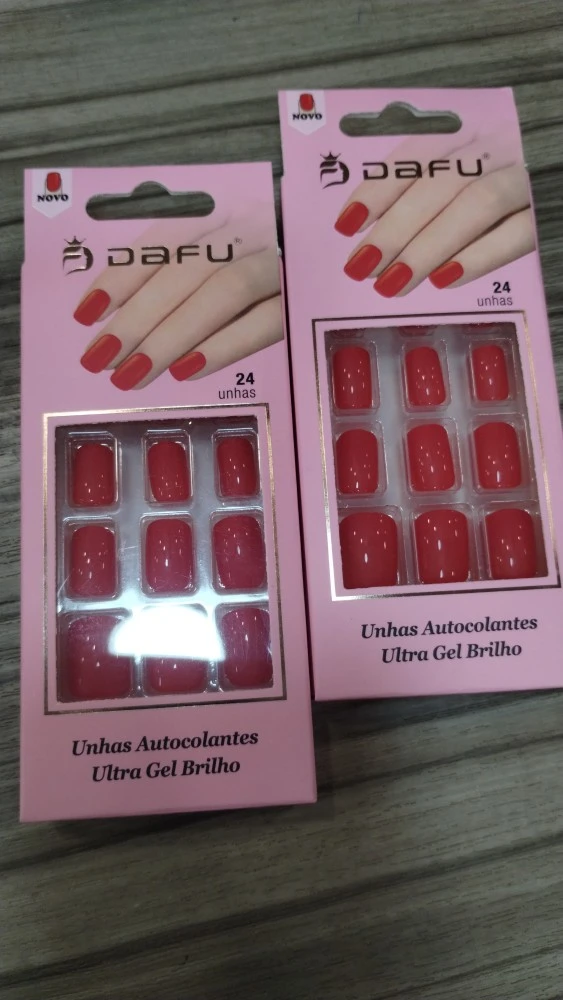 NOVO
DAFU®
24
unhas
Unhas Autocolantes
Ultra Gel Brilho
NOVO
DAFU®
24
unhas
Unhas Autocolantes
Ultra Gel Brilho